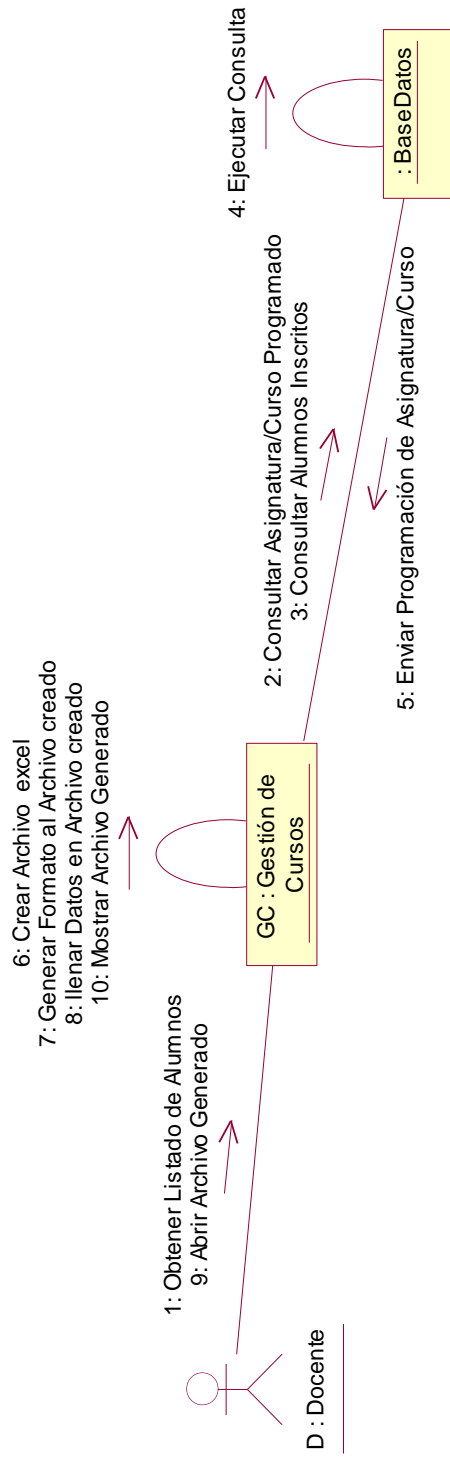 6: Crear Archivo excel
7: Generar Formato al Archivo creado
8: llenar Datos en Archivo creado
10: Mostrar Archivo Generado
1: Obtener Listado de Alumnos
9: Abrir Archivo Generado
D : Docente
GC : Gestión de
Cursos
2: Consultar Asignatura/Curso Programado
3: Consultar Alumnos Inscritos
5: Enviar Programación de Asignatura/Curso
4: Ejecutar Consulta
: BaseDatos